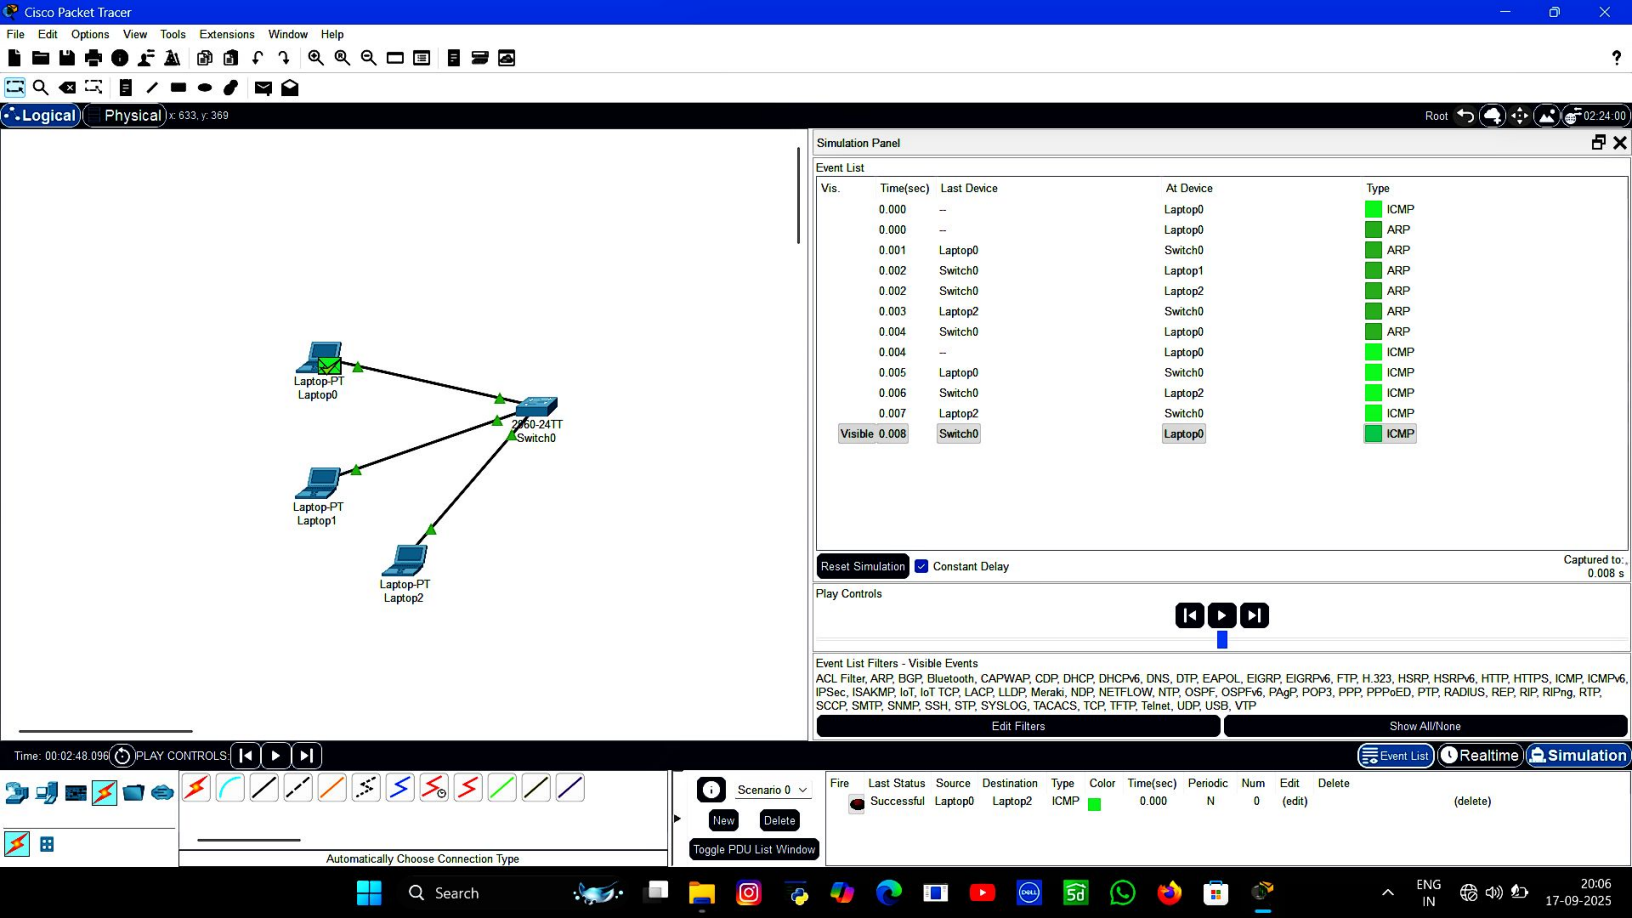 Cisco Packet Tracer
File Edit Options View Tools Extensions Window Help
?
Logical Physical x: 633, y: 369 Root 02:24:00
Simulation Panel
Event List
Vis. Time(sec) Last Device At Device Type
0.000 -- Laptop0 ICMP
0.000 -- Laptop0 ARP
0.001 Laptop0 Switch0 ARP
0.002 Switch0 Laptop1 ARP
0.002 Switch0 Laptop2 ARP
0.003 Laptop2 Switch0 ARP
0.004 Switch0 Laptop0 ARP
0.004 -- Laptop0 ICMP
0.005 Laptop0 Switch0 ICMP
0.006 Switch0 Laptop2 ICMP
0.007 Laptop2 Switch0 ICMP
Visible 0.008 Switch0 Laptop0 ICMP
Laptop-PT
Laptop0
2960-24TT
Switch0
Laptop-PT
Laptop1
Laptop-PT
Laptop2
Reset Simulation Constant Delay
Captured to:
0.008 s
Play Controls
Event List Filters - Visible Events
ACL Filter, ARP, BGP, Bluetooth, CAPWAP, CDP, DHCP, DHCPv6, DNS, DTP, EAPOL, EIGRP, EIGRPv6, FTP, H.323, HSRP, HSRPv6, HTTP, HTTPS, ICMP, ICMPv6,
IPSec, ISAKMP, IoT, IoT TCP, LACP, LLDP, Meraki, NDP, NETFLOW, NTP, OSPF, OSPFv6, PAgP, POP3, PPP, PPPoED, PTP, RADIUS, REP, RIP, RIPng, RTP,
SCCP, SMTP, SNMP, SSH, STP, SYSLOG, TACACS, TCP, TFTP, Telnet, UDP, USB, VTP
Edit Filters Show All/None
Time: 00:02:48.096 PLAY CONTROLS: Event List Realtime Simulation
Scenario 0
New Delete
Toggle PDU List Window
Fire Last Status Source Destination Type Color Time(sec) Periodic Num Edit Delete
Successful Laptop0 Laptop2 ICMP 0.000 N 0 (edit) (delete)
Automatically Choose Connection Type
Search
DELL
Sd
ENG
IN
20:06
17-09-2025